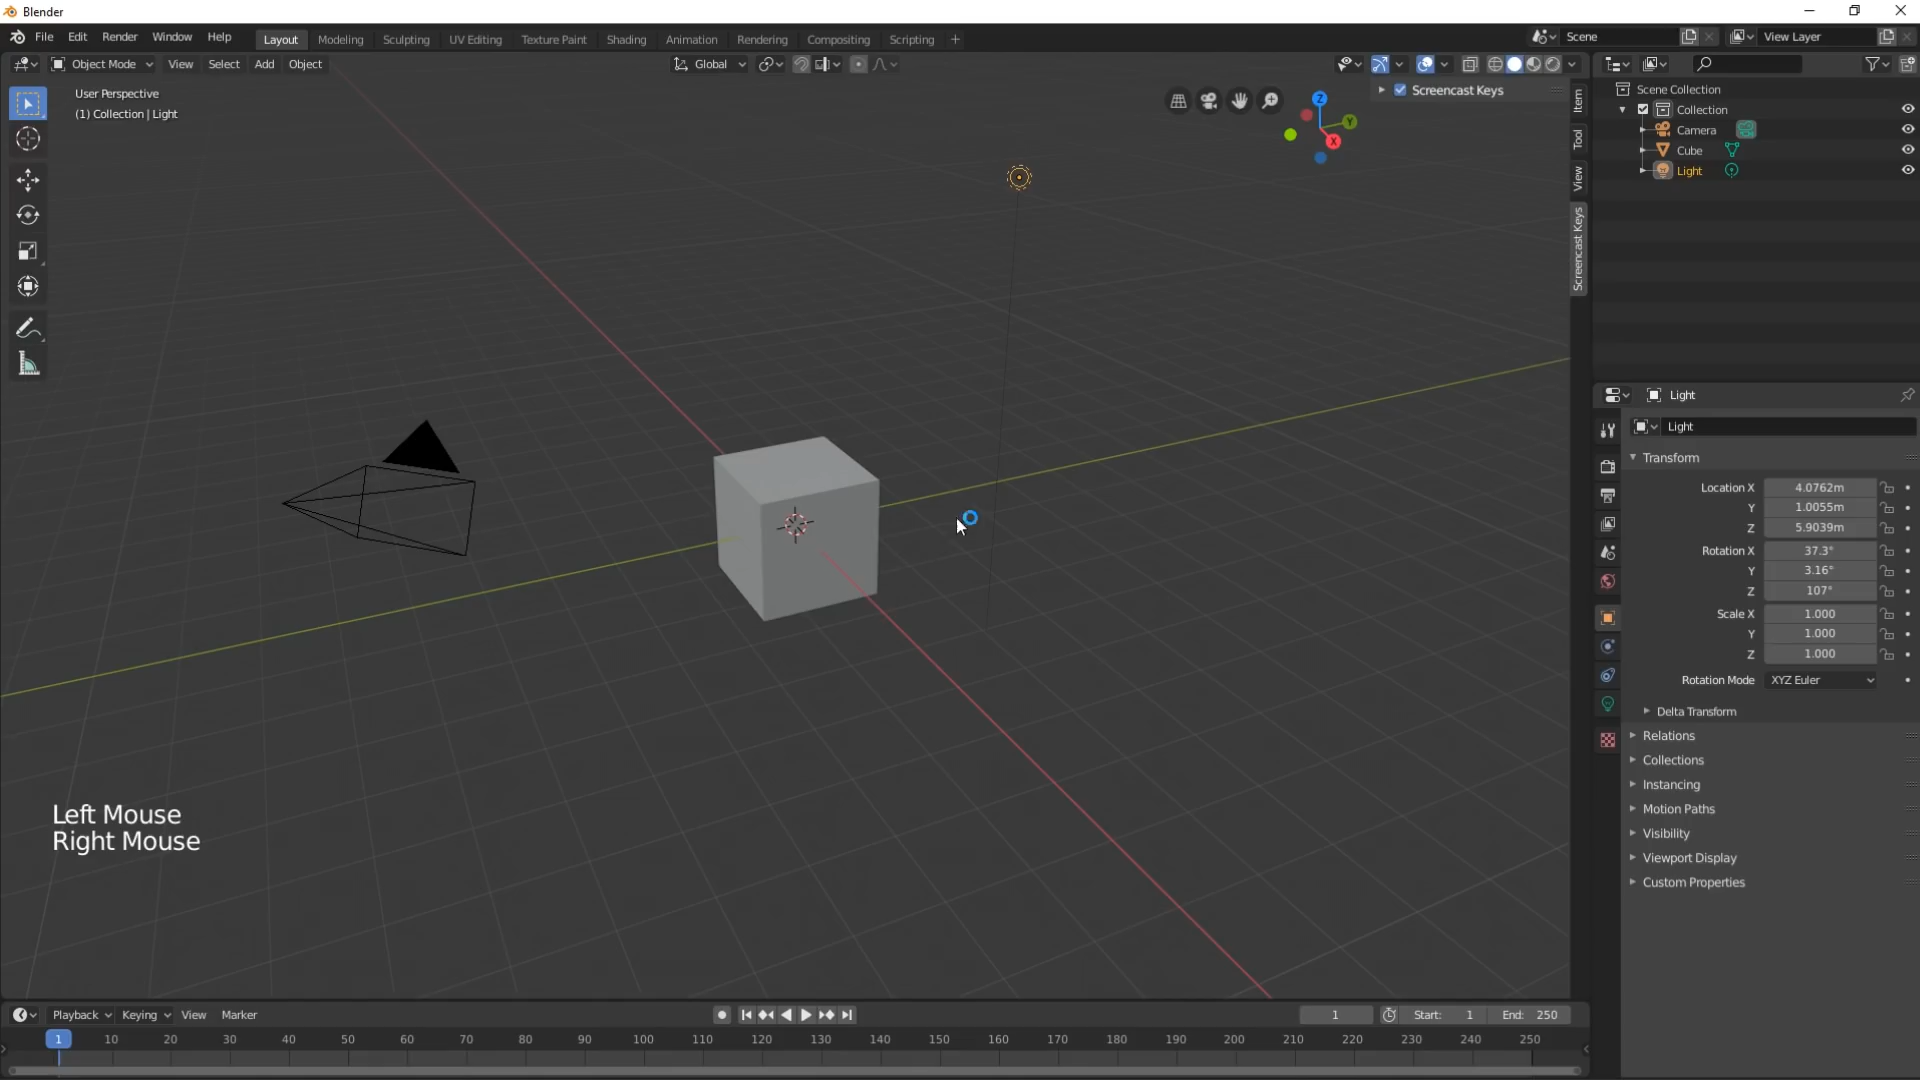 Blender
File Edit Render Window Help Layout Modeling Sculpting UV Editing Texture Paint Shading Animation Rendering Compositing Scripting + Scene View Layer
Object Mode View Select Add Object Global
User Perspective
(1) Collection | Light
Screencast Keys
Z
Y
X
Item
Tool
View
Screencast Keys
Scene Collection
Collection
Camera
Cube
Light
Light
Light
Transform
Location X 4.0762m
Y 1.0055m
Z 5.9039m
Rotation X 37.3°
Y 3.16°
Z 107°
Scale X 1.000
Y 1.000
Z 1.000
Rotation Mode XYZ Euler
Delta Transform
Relations
Collections
Instancing
Motion Paths
Visibility
Viewport Display
Custom Properties
Left Mouse
Right Mouse
Playback Keying View Marker 1 Start: 1 End: 250
1 10 20 30 40 50 60 70 80 90 100 110 120 130 140 150 160 170 180 190 200 210 220 230 240 250